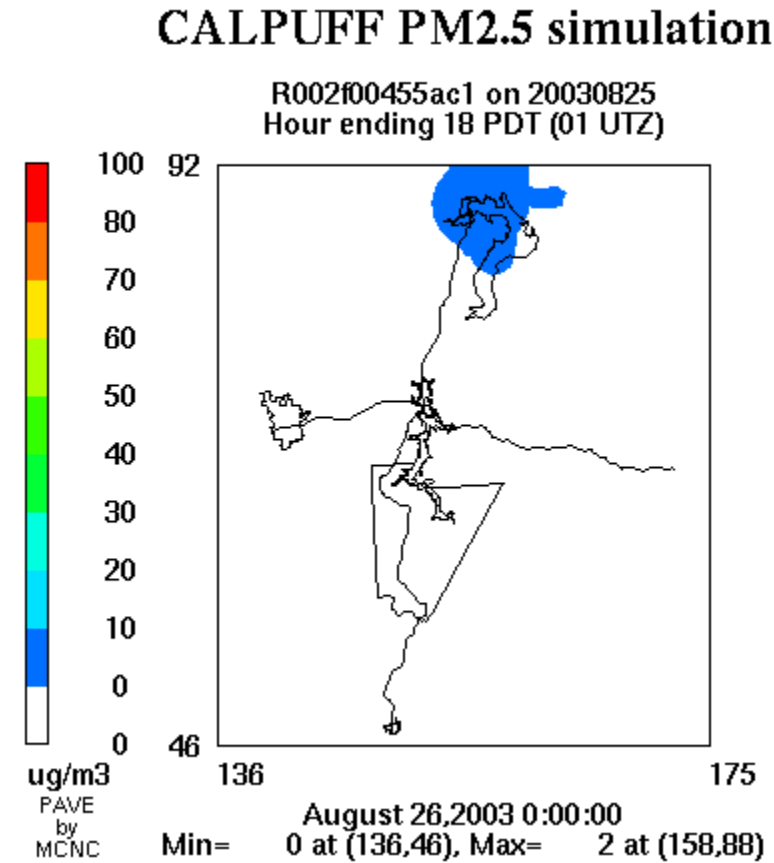 CALPUFF PM2.5 simulation
R002f00455ac1 on 20030825
Hour ending 18 PDT (01 UTZ)
100
80
70
60
50
40
30
20
10
0
0
ug/m3
PAVE
by
MCNC
92
46
136
175
August 26,2003 0:00:00
Min= 0 at (136,46), Max= 2 at (158,88)